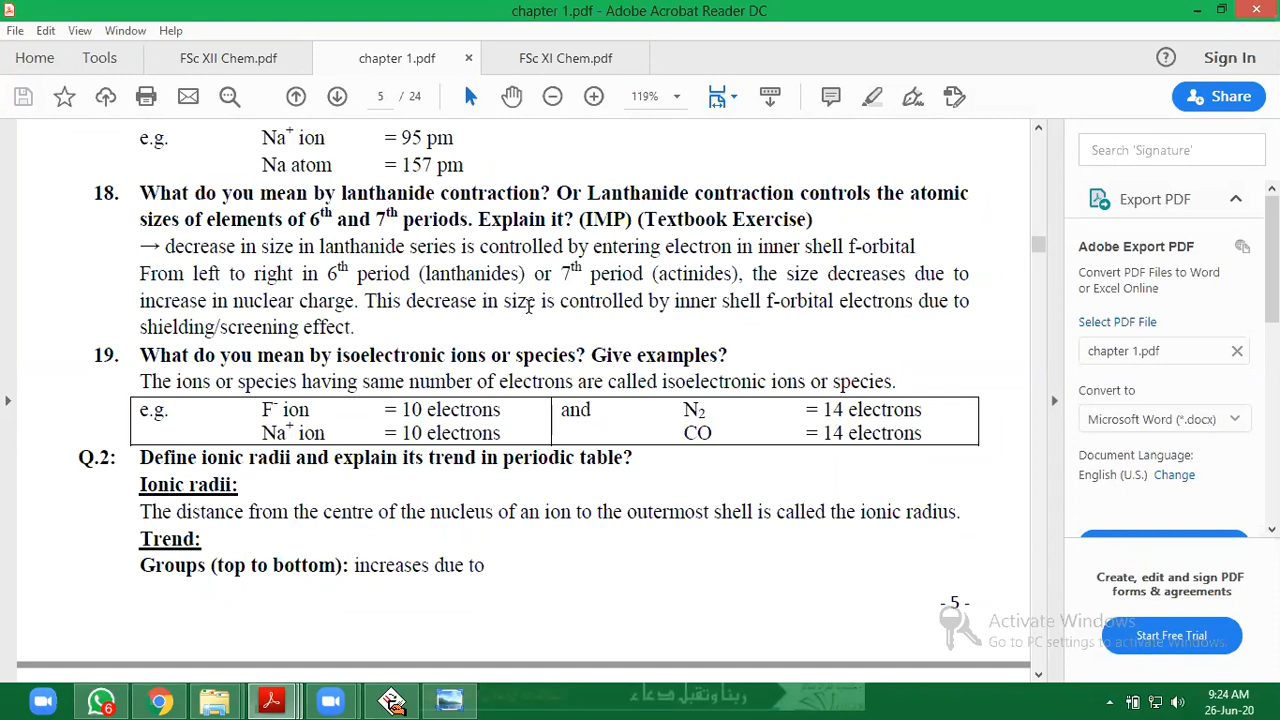 chapter 1.pdf - Adobe Acrobat Reader DC
File Edit View Window Help
Home Tools FSc XII Chem.pdf chapter 1.pdf × FSc XI Chem.pdf ? Sign In
5 / 24 119% Share
e.g. Na+ ion = 95 pm
Na atom = 157 pm
18. What do you mean by lanthanide contraction? Or Lanthanide contraction controls the atomic
sizes of elements of 6th and 7th periods. Explain it? (IMP) (Textbook Exercise)
→ decrease in size in lanthanide series is controlled by entering electron in inner shell f-orbital
From left to right in 6th period (lanthanides) or 7th period (actinides), the size decreases due to
increase in nuclear charge. This decrease in size is controlled by inner shell f-orbital electrons due to
shielding/screening effect.
19. What do you mean by isoelectronic ions or species? Give examples?
The ions or species having same number of electrons are called isoelectronic ions or species.
e.g. F- ion = 10 electrons and N2 = 14 electrons
Na+ ion = 10 electrons CO = 14 electrons
Q.2: Define ionic radii and explain its trend in periodic table?
Ionic radii:
The distance from the centre of the nucleus of an ion to the outermost shell is called the ionic radius.
Trend:
Groups (top to bottom): increases due to
- 5 -
Search 'Signature'
Export PDF
Adobe Export PDF
Convert PDF Files to Word
or Excel Online
Select PDF File
chapter 1.pdf
Convert to
Microsoft Word (*.docx)
Document Language:
English (U.S.) Change
Create, edit and sign PDF
forms & agreements
Start Free Trial
Activate Windows
Go to PC settings to activate Windows.
6
ربنا وتقبل دعاء
9:24 AM
26-Jun-20